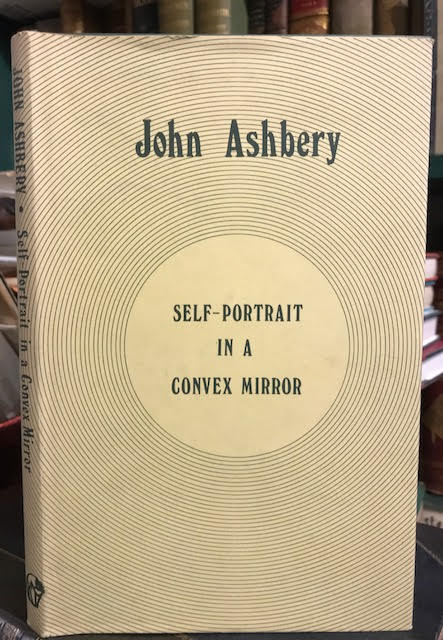 John Ashbery
SELF-PORTRAIT
IN A
CONVEX MIRROR
JOHN ASHBERY • Self-Portrait in a Convex Mirror